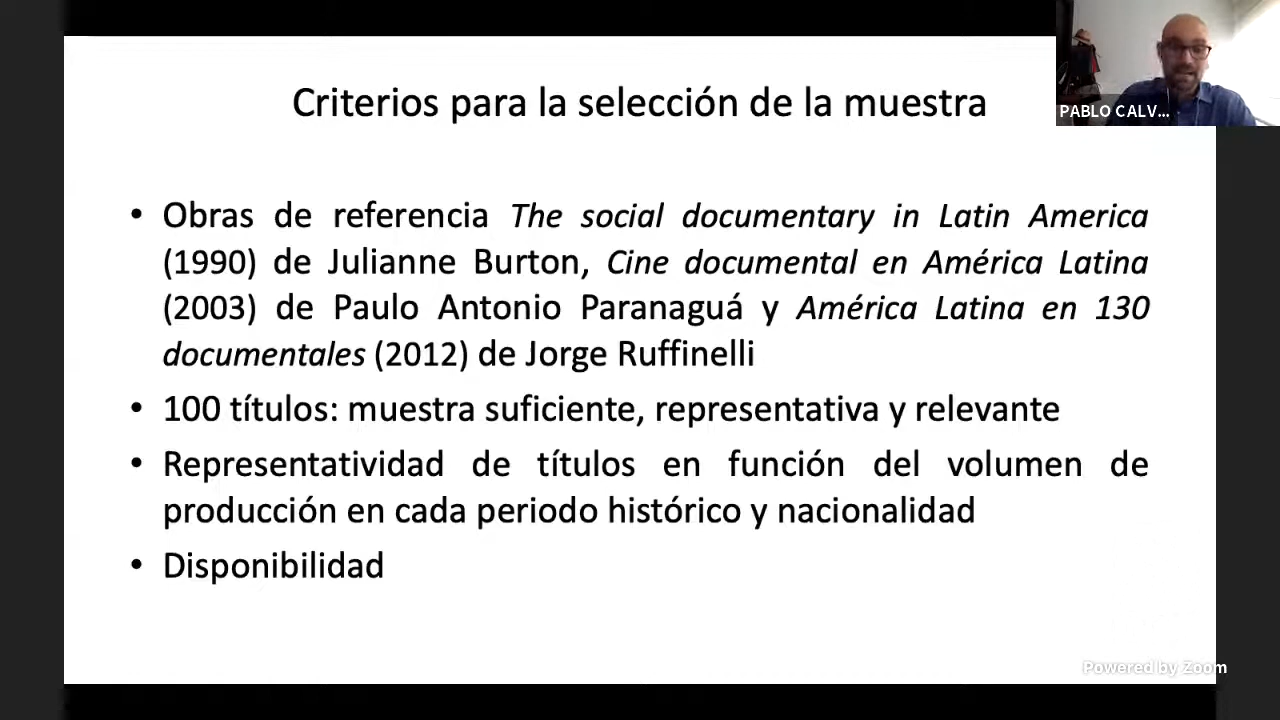 Criterios para la selección de la muestra
PABLO CALV...
• Obras de referencia The social documentary in Latin America
(1990) de Julianne Burton, Cine documental en América Latina
(2003) de Paulo Antonio Paranaguá y América Latina en 130
documentales (2012) de Jorge Ruffinelli
• 100 títulos: muestra suficiente, representativa y relevante
• Representatividad de títulos en función del volumen de
producción en cada periodo histórico y nacionalidad
• Disponibilidad
Powered by Zoom